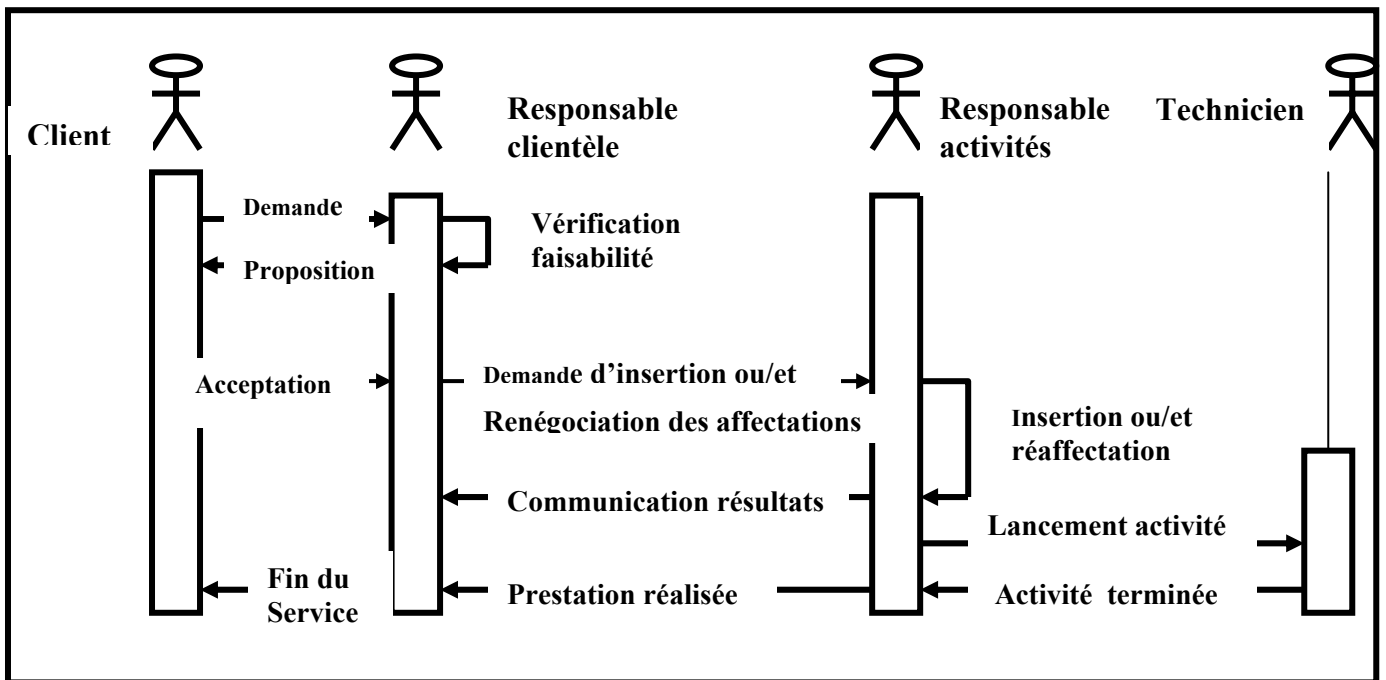 Client
Responsable
clientèle
Responsable
activités
Technicien
Demande
Vérification
faisabilité
Proposition
Acceptation
Demande d’insertion ou/et
Renégociation des affectations
Insertion ou/et
réaffectation
Communication résultats
Lancement activité
Fin du
Service
Prestation réalisée
Activité terminée